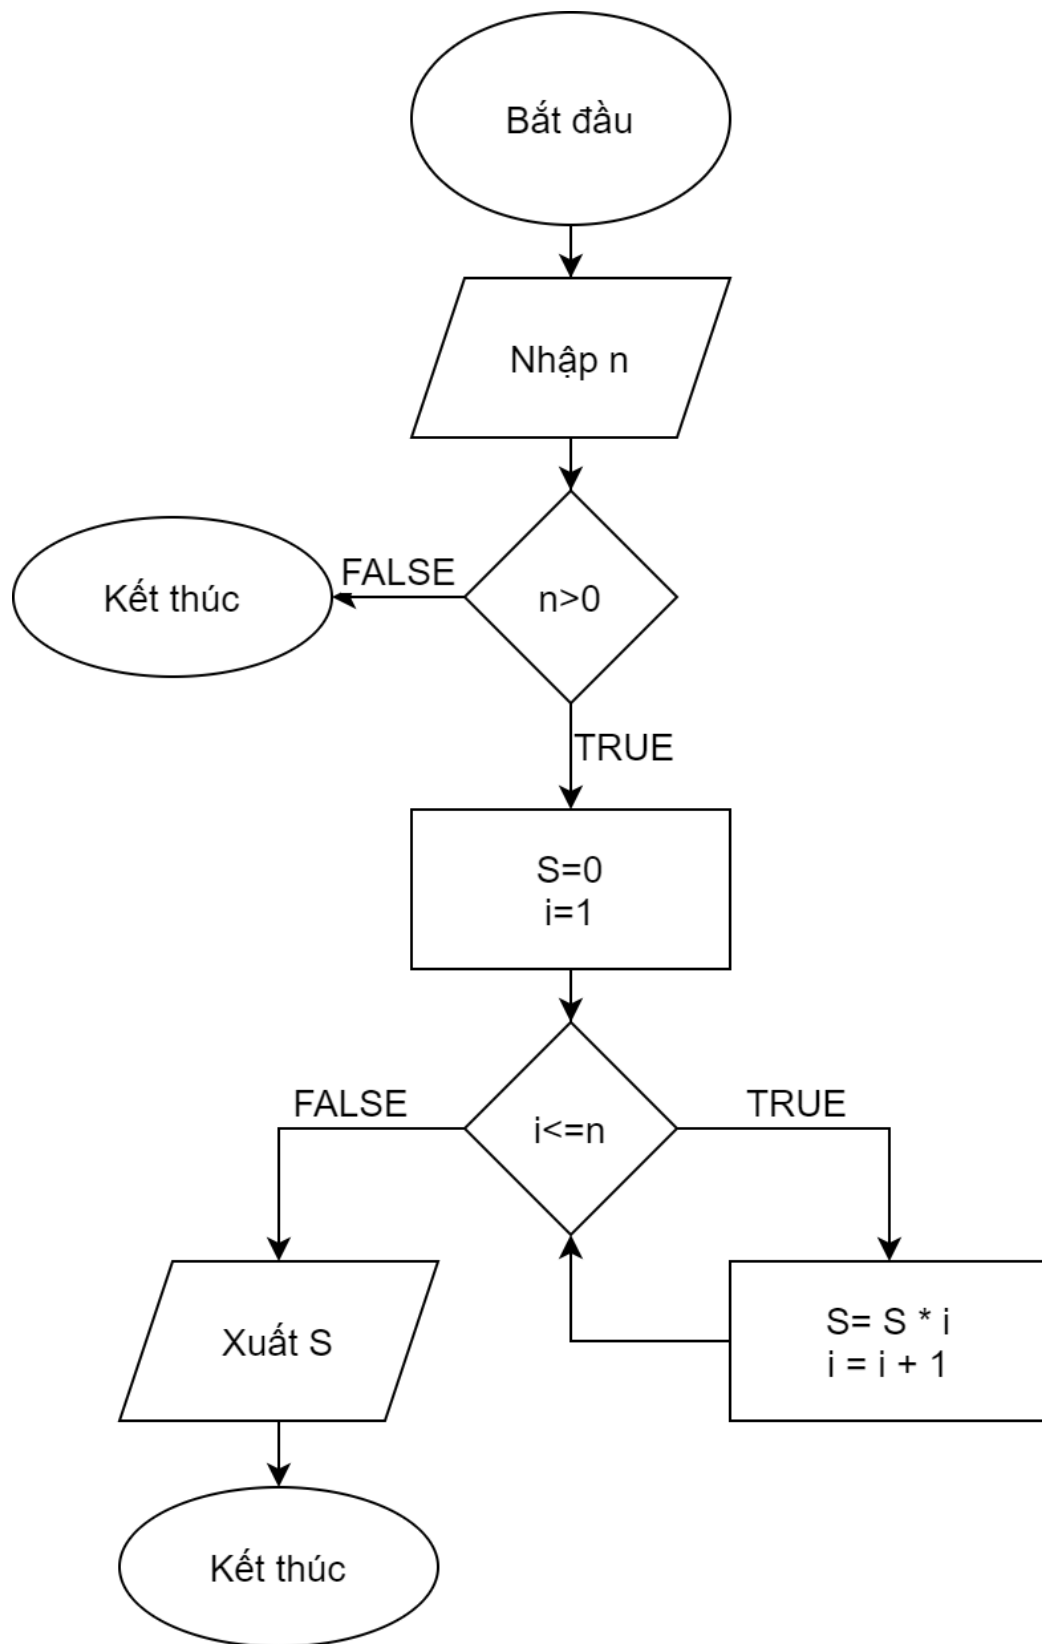 Bắt đầu
Nhập n
FALSE
Kết thúc
n>0
TRUE
S=0
i=1
FALSE
i<=n
TRUE
Xuất S
S= S * i
i = i + 1
Kết thúc